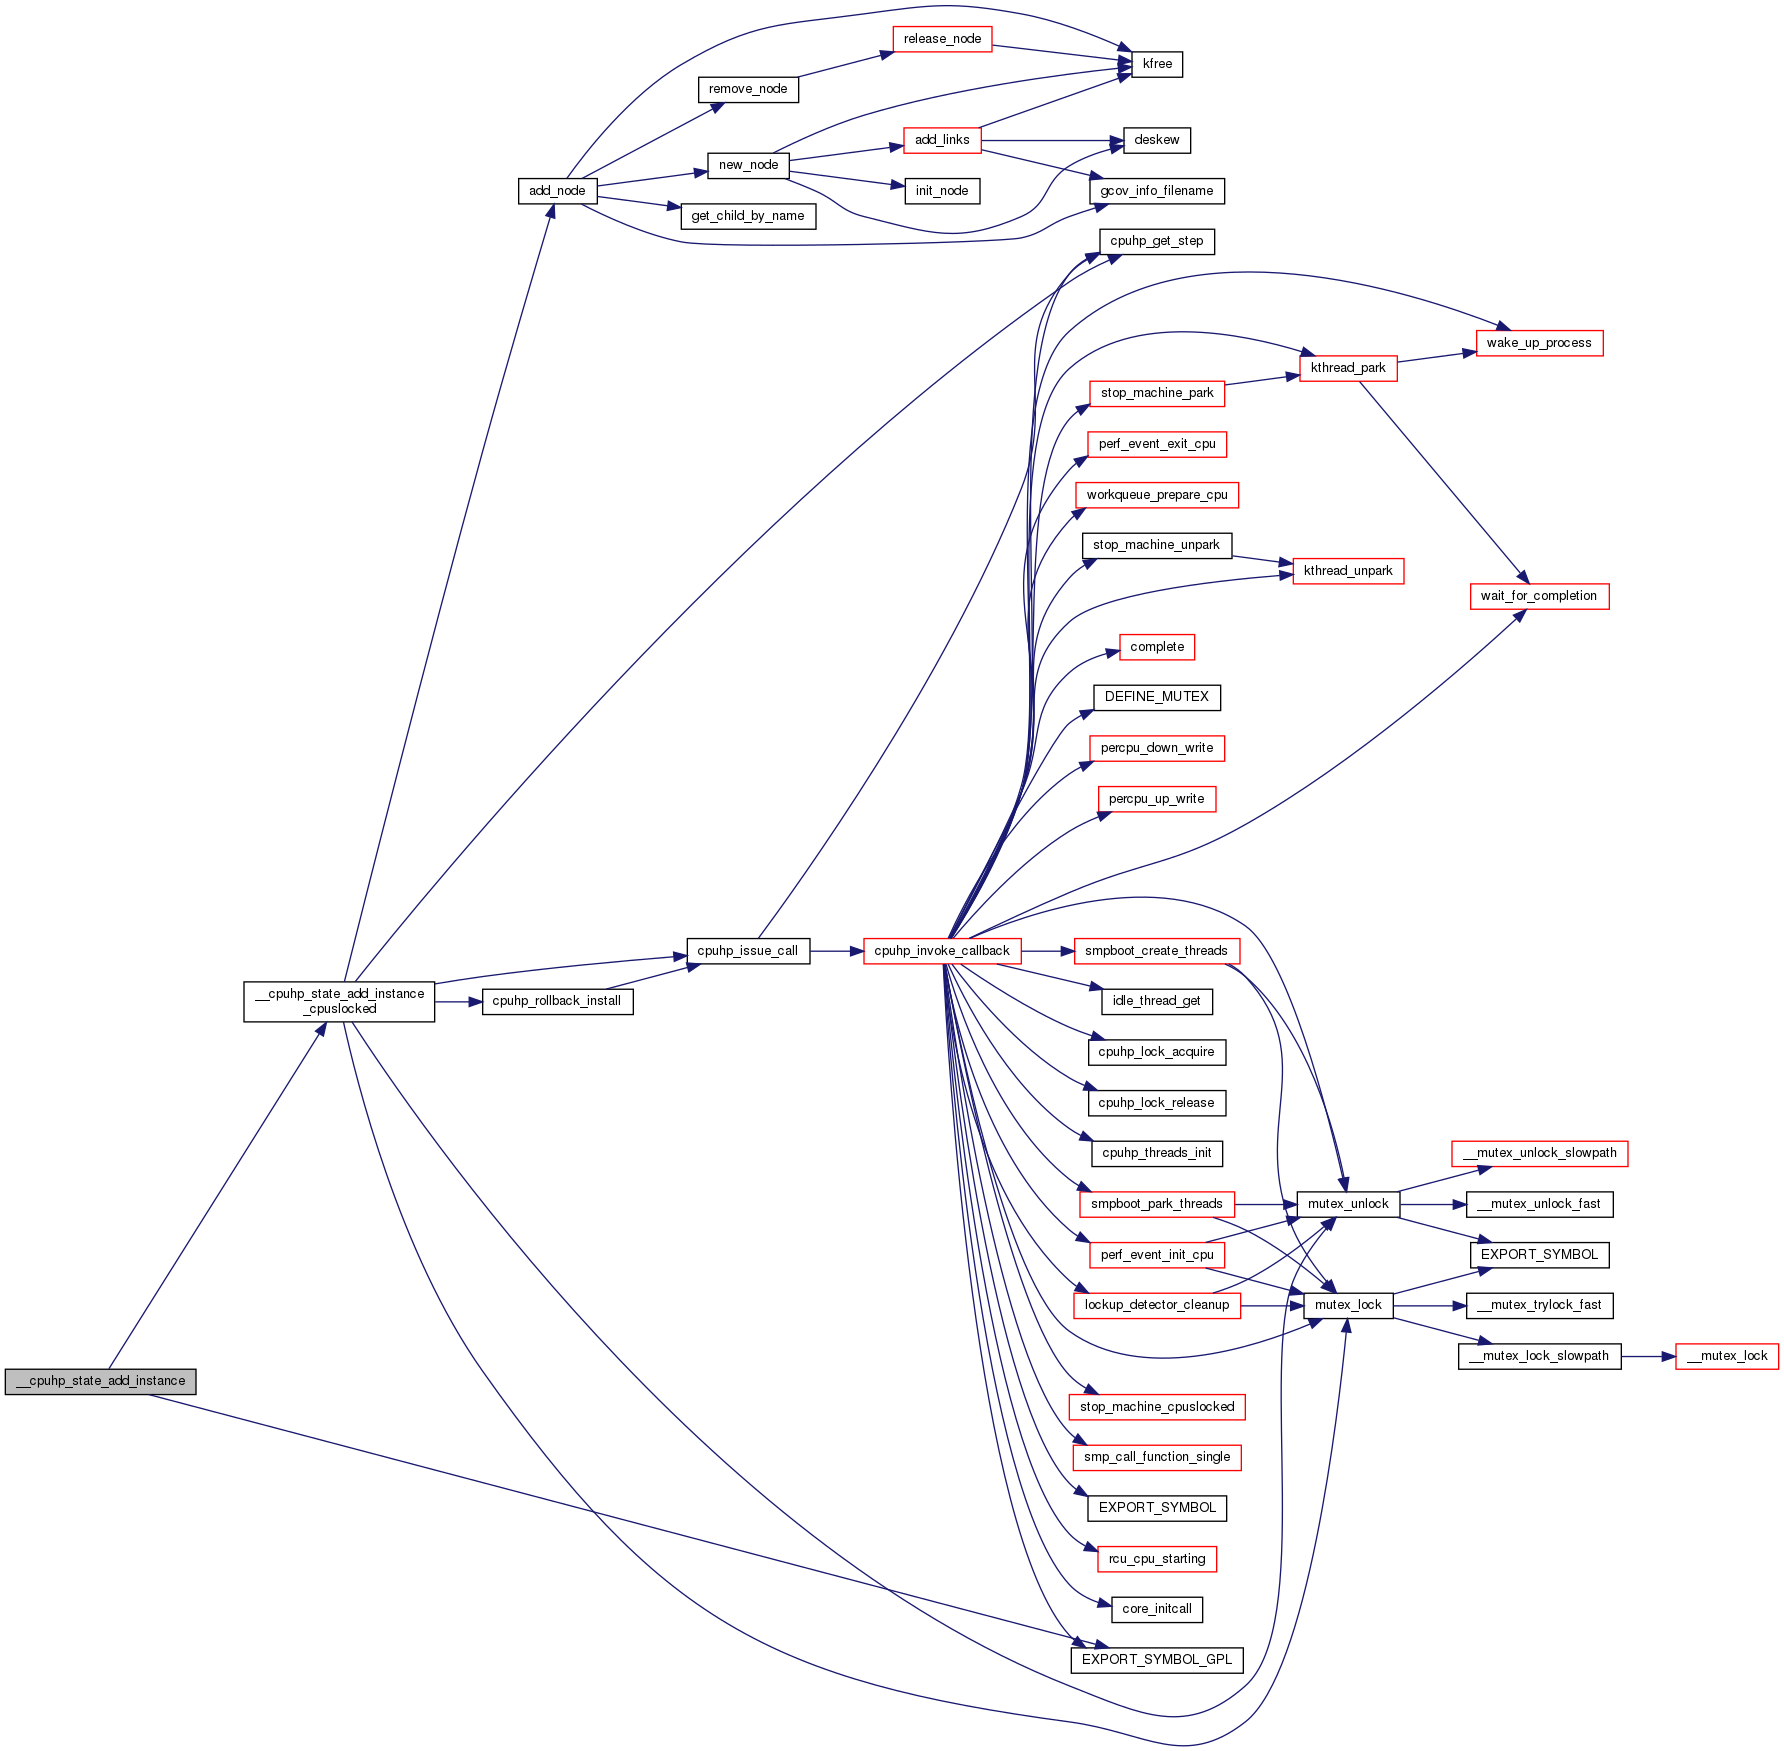 release_node
kfree
remove_node
add_links
deskew
new_node
add_node
init_node
gcov_info_filename
get_child_by_name
cpuhp_get_step
wake_up_process
kthread_park
stop_machine_park
perf_event_exit_cpu
workqueue_prepare_cpu
stop_machine_unpark
kthread_unpark
wait_for_completion
complete
DEFINE_MUTEX
percpu_down_write
percpu_up_write
cpuhp_issue_call
cpuhp_invoke_callback
smpboot_create_threads
__cpuhp_state_add_instance
_cpuslocked
cpuhp_rollback_install
idle_thread_get
cpuhp_lock_acquire
cpuhp_lock_release
cpuhp_threads_init
__mutex_unlock_slowpath
smpboot_park_threads
mutex_unlock
__mutex_unlock_fast
perf_event_init_cpu
EXPORT_SYMBOL
lockup_detector_cleanup
mutex_lock
__mutex_trylock_fast
__mutex_lock_slowpath
__mutex_lock
__cpuhp_state_add_instance
stop_machine_cpuslocked
smp_call_function_single
EXPORT_SYMBOL
rcu_cpu_starting
core_initcall
EXPORT_SYMBOL_GPL